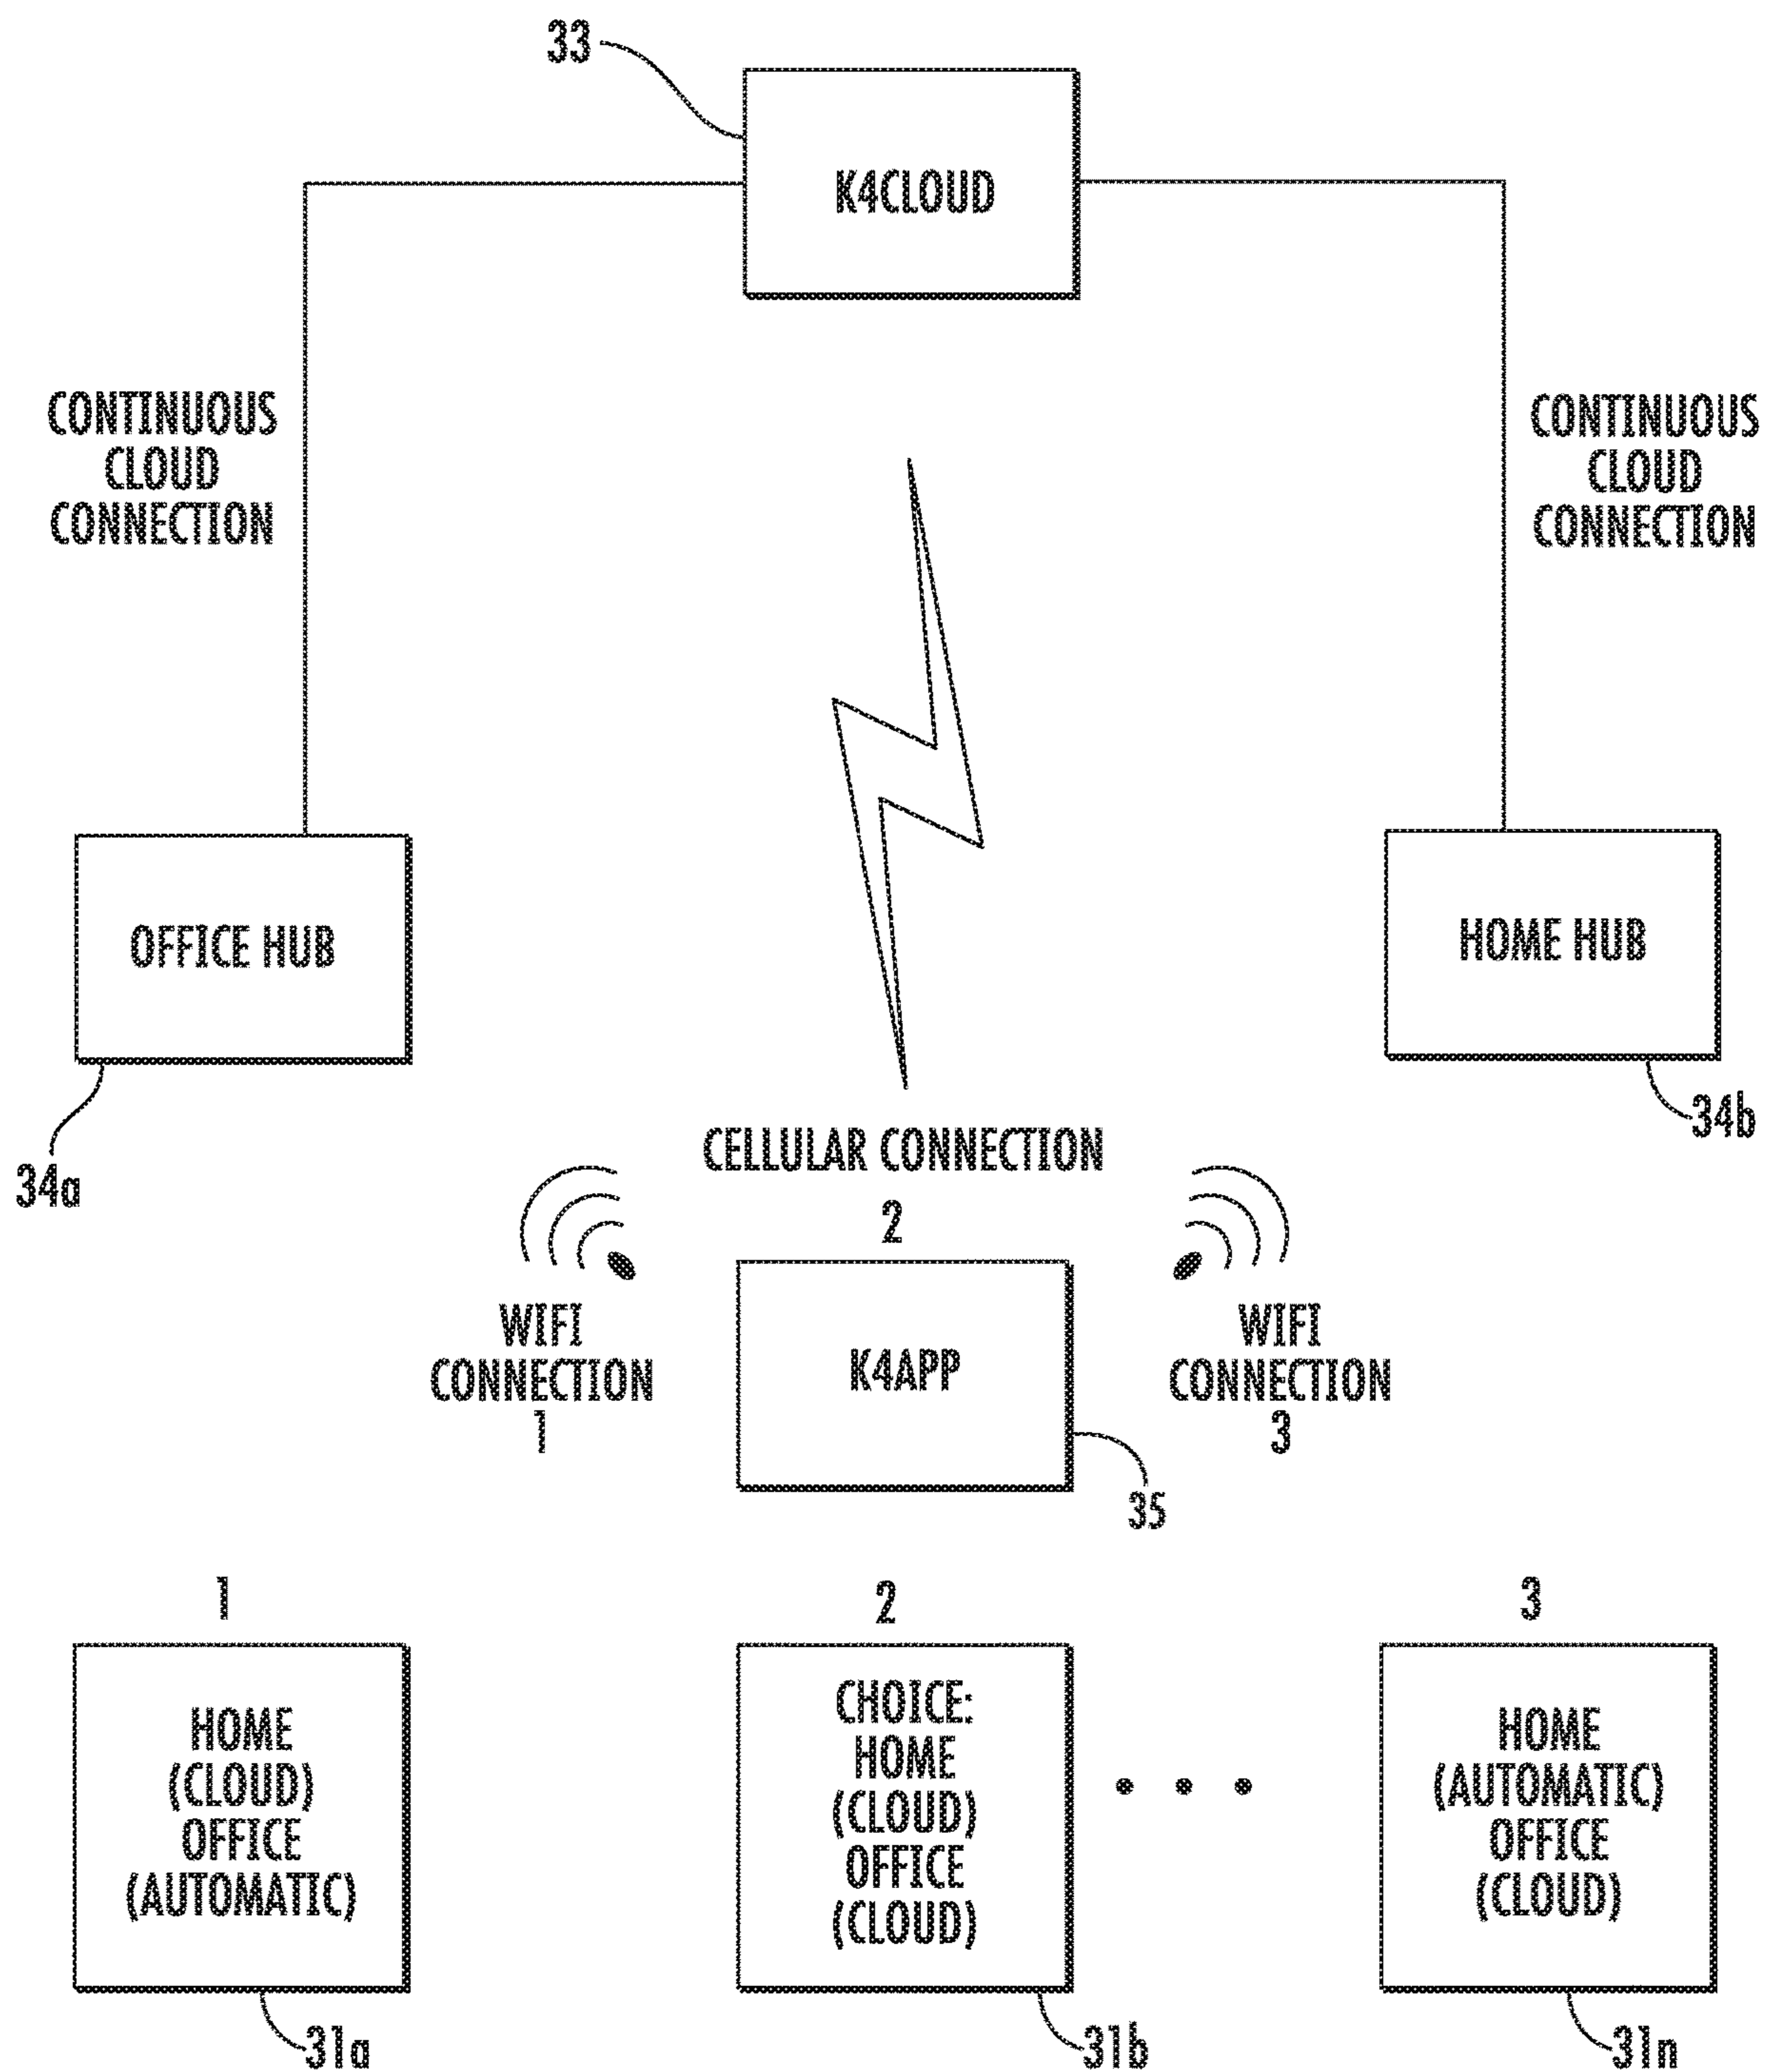 33
K4CLOUD
CONTINUOUS
CLOUD
CONNECTION
CONTINUOUS
CLOUD
CONNECTION
OFFICE HUB
HOME HUB
34a
34b
CELLULAR CONNECTION
2
WIFI
CONNECTION
1
K4APP
WIFI
CONNECTION
3
35
1
HOME
(CLOUD)
OFFICE
(AUTOMATIC)
31a
2
CHOICE:
HOME
(CLOUD)
OFFICE
(CLOUD)
31b
3
HOME
(AUTOMATIC)
OFFICE
(CLOUD)
31n